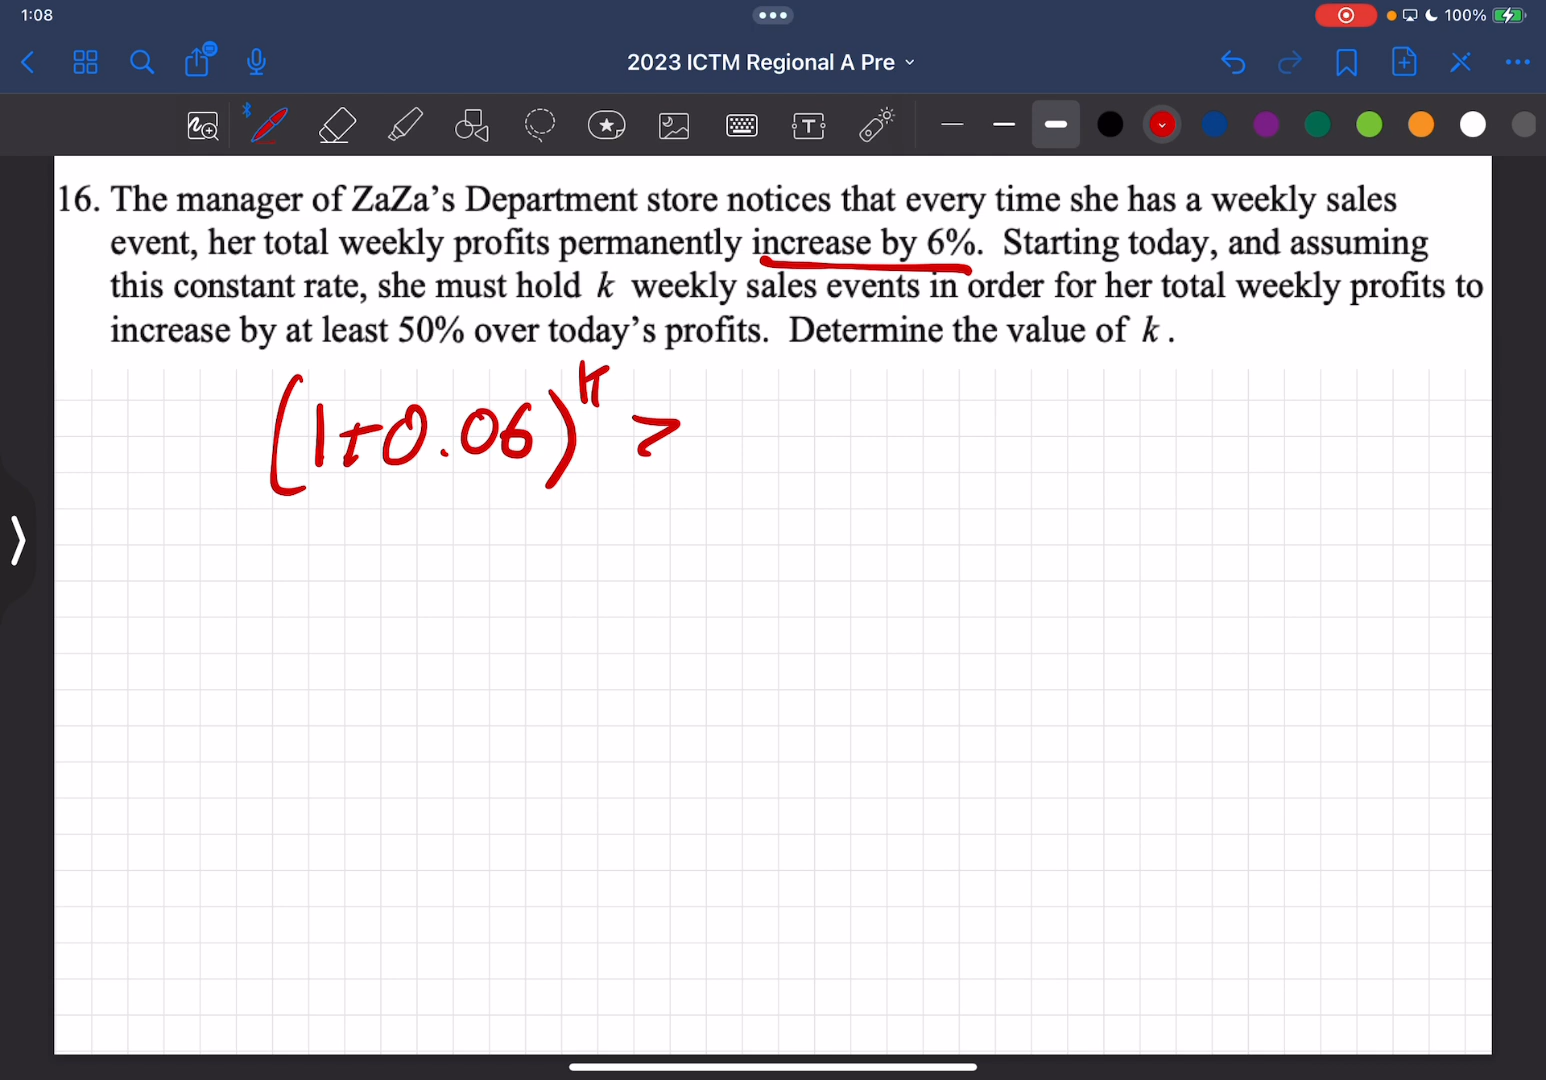 1:08
100%
2023 ICTM Regional A Pre
16. The manager of ZaZa's Department store notices that every time she has a weekly sales
event, her total weekly profits permanently increase by 6%. Starting today, and assuming
this constant rate, she must hold k weekly sales events in order for her total weekly profits to
increase by at least 50% over today's profits. Determine the value of k .
(1+0.06)^k >